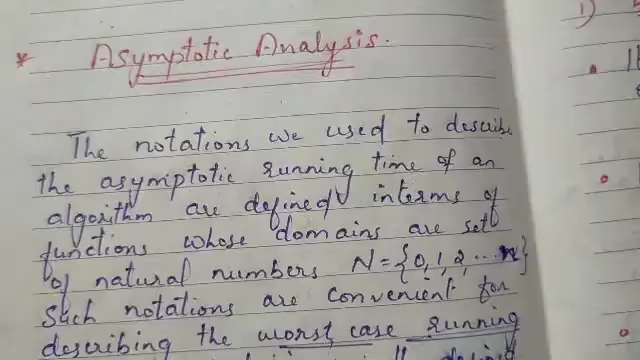 * Asymptotic Analysis.
The notations we used to describe
the asymptotic running time of an
algorithm are defined interms of
functions whose domains are set
of natural numbers N = {0, 1, 2, ... n}
Such notations are convenient for
describing the worst case running
i)